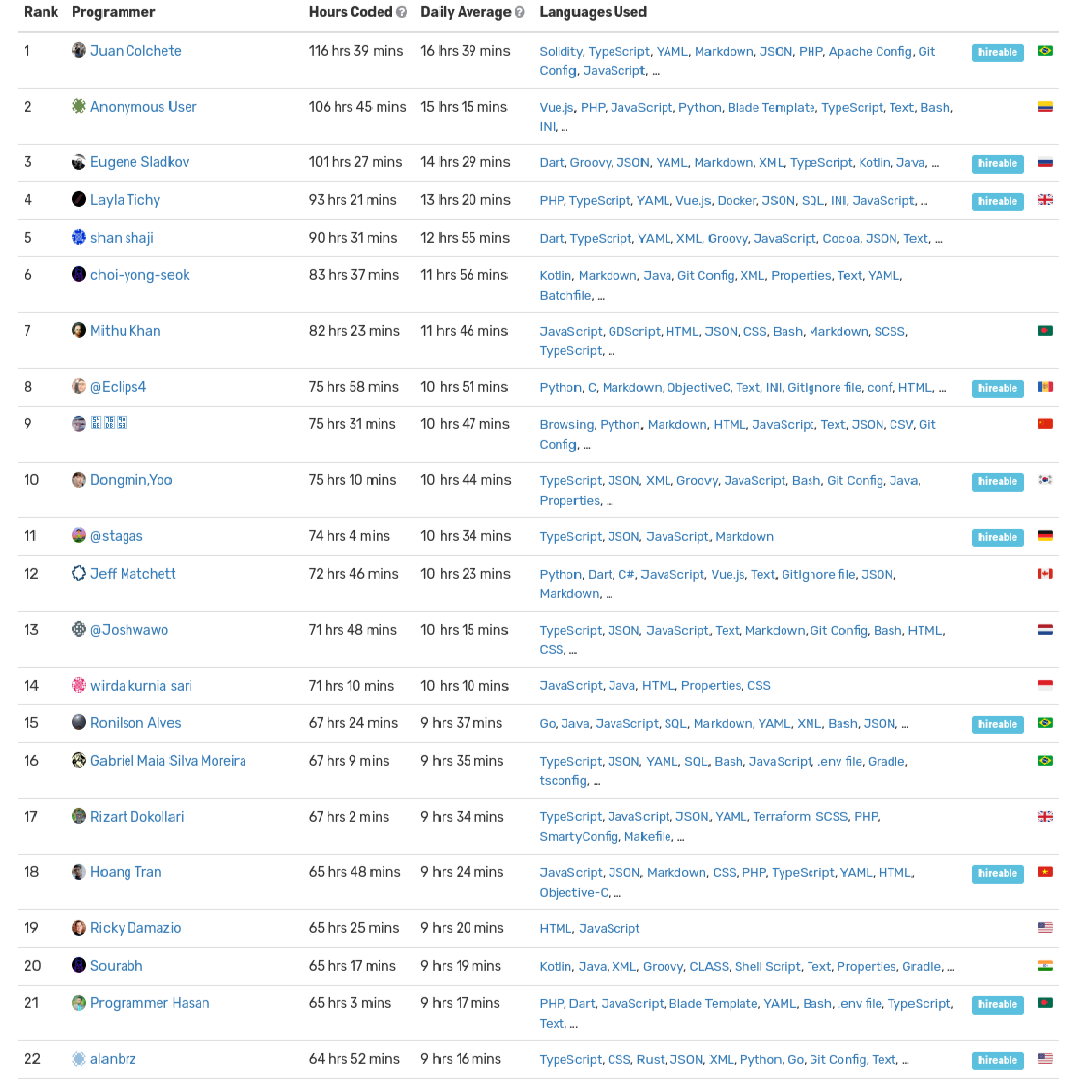 Rank Programmer Hours Coded Daily Average Languages Used
1 Juan Colchete 116 hrs 39 mins 16 hrs 39 mins Solidity, TypeScript, YAML, Markdown, JSON, PHP, Apache Config, Git hireable
Config, JavaScript, ...
2 Anonymous User 106 hrs 45 mins 15 hrs 15 mins Vue.js, PHP, JavaScript, Python, Blade Template, TypeScript, Text, Bash,
INI, ...
3 Eugene Sladkov 101 hrs 27 mins 14 hrs 29 mins Dart, Groovy, JSON, YAML, Markdown, XML, TypeScript, Kotlin, Java, ... hireable
4 Layla Tichy 93 hrs 21 mins 13 hrs 20 mins PHP, TypeScript, YAML, Vue.js, Docker, JSON, SQL, INI, JavaScript, ... hireable
5 shan shaji 90 hrs 31 mins 12 hrs 55 mins Dart, TypeScript, YAML, XML, Groovy, JavaScript, Cocoa, JSON, Text, ...
6 choi-yong-seok 83 hrs 37 mins 11 hrs 56 mins Kotlin, Markdown, Java, Git Config, XML, Properties, Text, YAML,
Batchfile, ...
7 Mithu Khan 82 hrs 23 mins 11 hrs 46 mins JavaScript, GDScript, HTML, JSON, CSS, Bash, Markdown, SCSS,
TypeScript, ...
8 @Eclips4 75 hrs 58 mins 10 hrs 51 mins Python, C, Markdown, ObjectiveC, Text, INI, GitIgnore file, conf, HTML, ... hireable
9 75 hrs 31 mins 10 hrs 47 mins Browsing, Python, Markdown, HTML, JavaScript, Text, JSON, CSV, Git
Config, ...
10 Dongmin,Yoo 75 hrs 10 mins 10 hrs 44 mins TypeScript, JSON, XML, Groovy, JavaScript, Bash, Git Config, Java, hireable
Properties, ...
11 @stagas 74 hrs 4 mins 10 hrs 34 mins TypeScript, JSON, JavaScript, Markdown hireable
12 Jeff Matchett 72 hrs 46 mins 10 hrs 23 mins Python, Dart, C#, JavaScript, Vue.js, Text, GitIgnore file, JSON,
Markdown, ...
13 @Joshwawo 71 hrs 48 mins 10 hrs 15 mins TypeScript, JSON, JavaScript, Text, Markdown, Git Config, Bash, HTML,
CSS, ...
14 wirda kurnia sari 71 hrs 10 mins 10 hrs 10 mins JavaScript, Java, HTML, Properties, CSS
15 Ronilson Alves 67 hrs 24 mins 9 hrs 37 mins Go, Java, JavaScript, SQL, Markdown, YAML, XML, Bash, JSON, ... hireable
16 Gabriel Maia Silva Moreira 67 hrs 9 mins 9 hrs 35 mins TypeScript, JSON, YAML, SQL, Bash, JavaScript, .env file, Gradle,
tsconfig, ...
17 Rizart Dokollari 67 hrs 2 mins 9 hrs 34 mins TypeScript, JavaScript, JSON, YAML, Terraform, SCSS, PHP,
SmartyConfig, Makefile, ...
18 Hoang Tran 65 hrs 48 mins 9 hrs 24 mins JavaScript, JSON, Markdown, CSS, PHP, TypeScript, YAML, HTML, hireable
Objective-C, ...
19 Ricky Damazio 65 hrs 25 mins 9 hrs 20 mins HTML, JavaScript
20 Sourabh 65 hrs 17 mins 9 hrs 19 mins Kotlin, Java, XML, Groovy, CLASS, Shell Script, Text, Properties, Gradle, ...
21 Programmer Hasan 65 hrs 3 mins 9 hrs 17 mins PHP, Dart, JavaScript, Blade Template, YAML, Bash, .env file, TypeScript, hireable
Text, ...
22 alanbrz 64 hrs 52 mins 9 hrs 16 mins TypeScript, CSS, Rust, JSON, XML, Python, Go, Git Config, Text, ... hireable